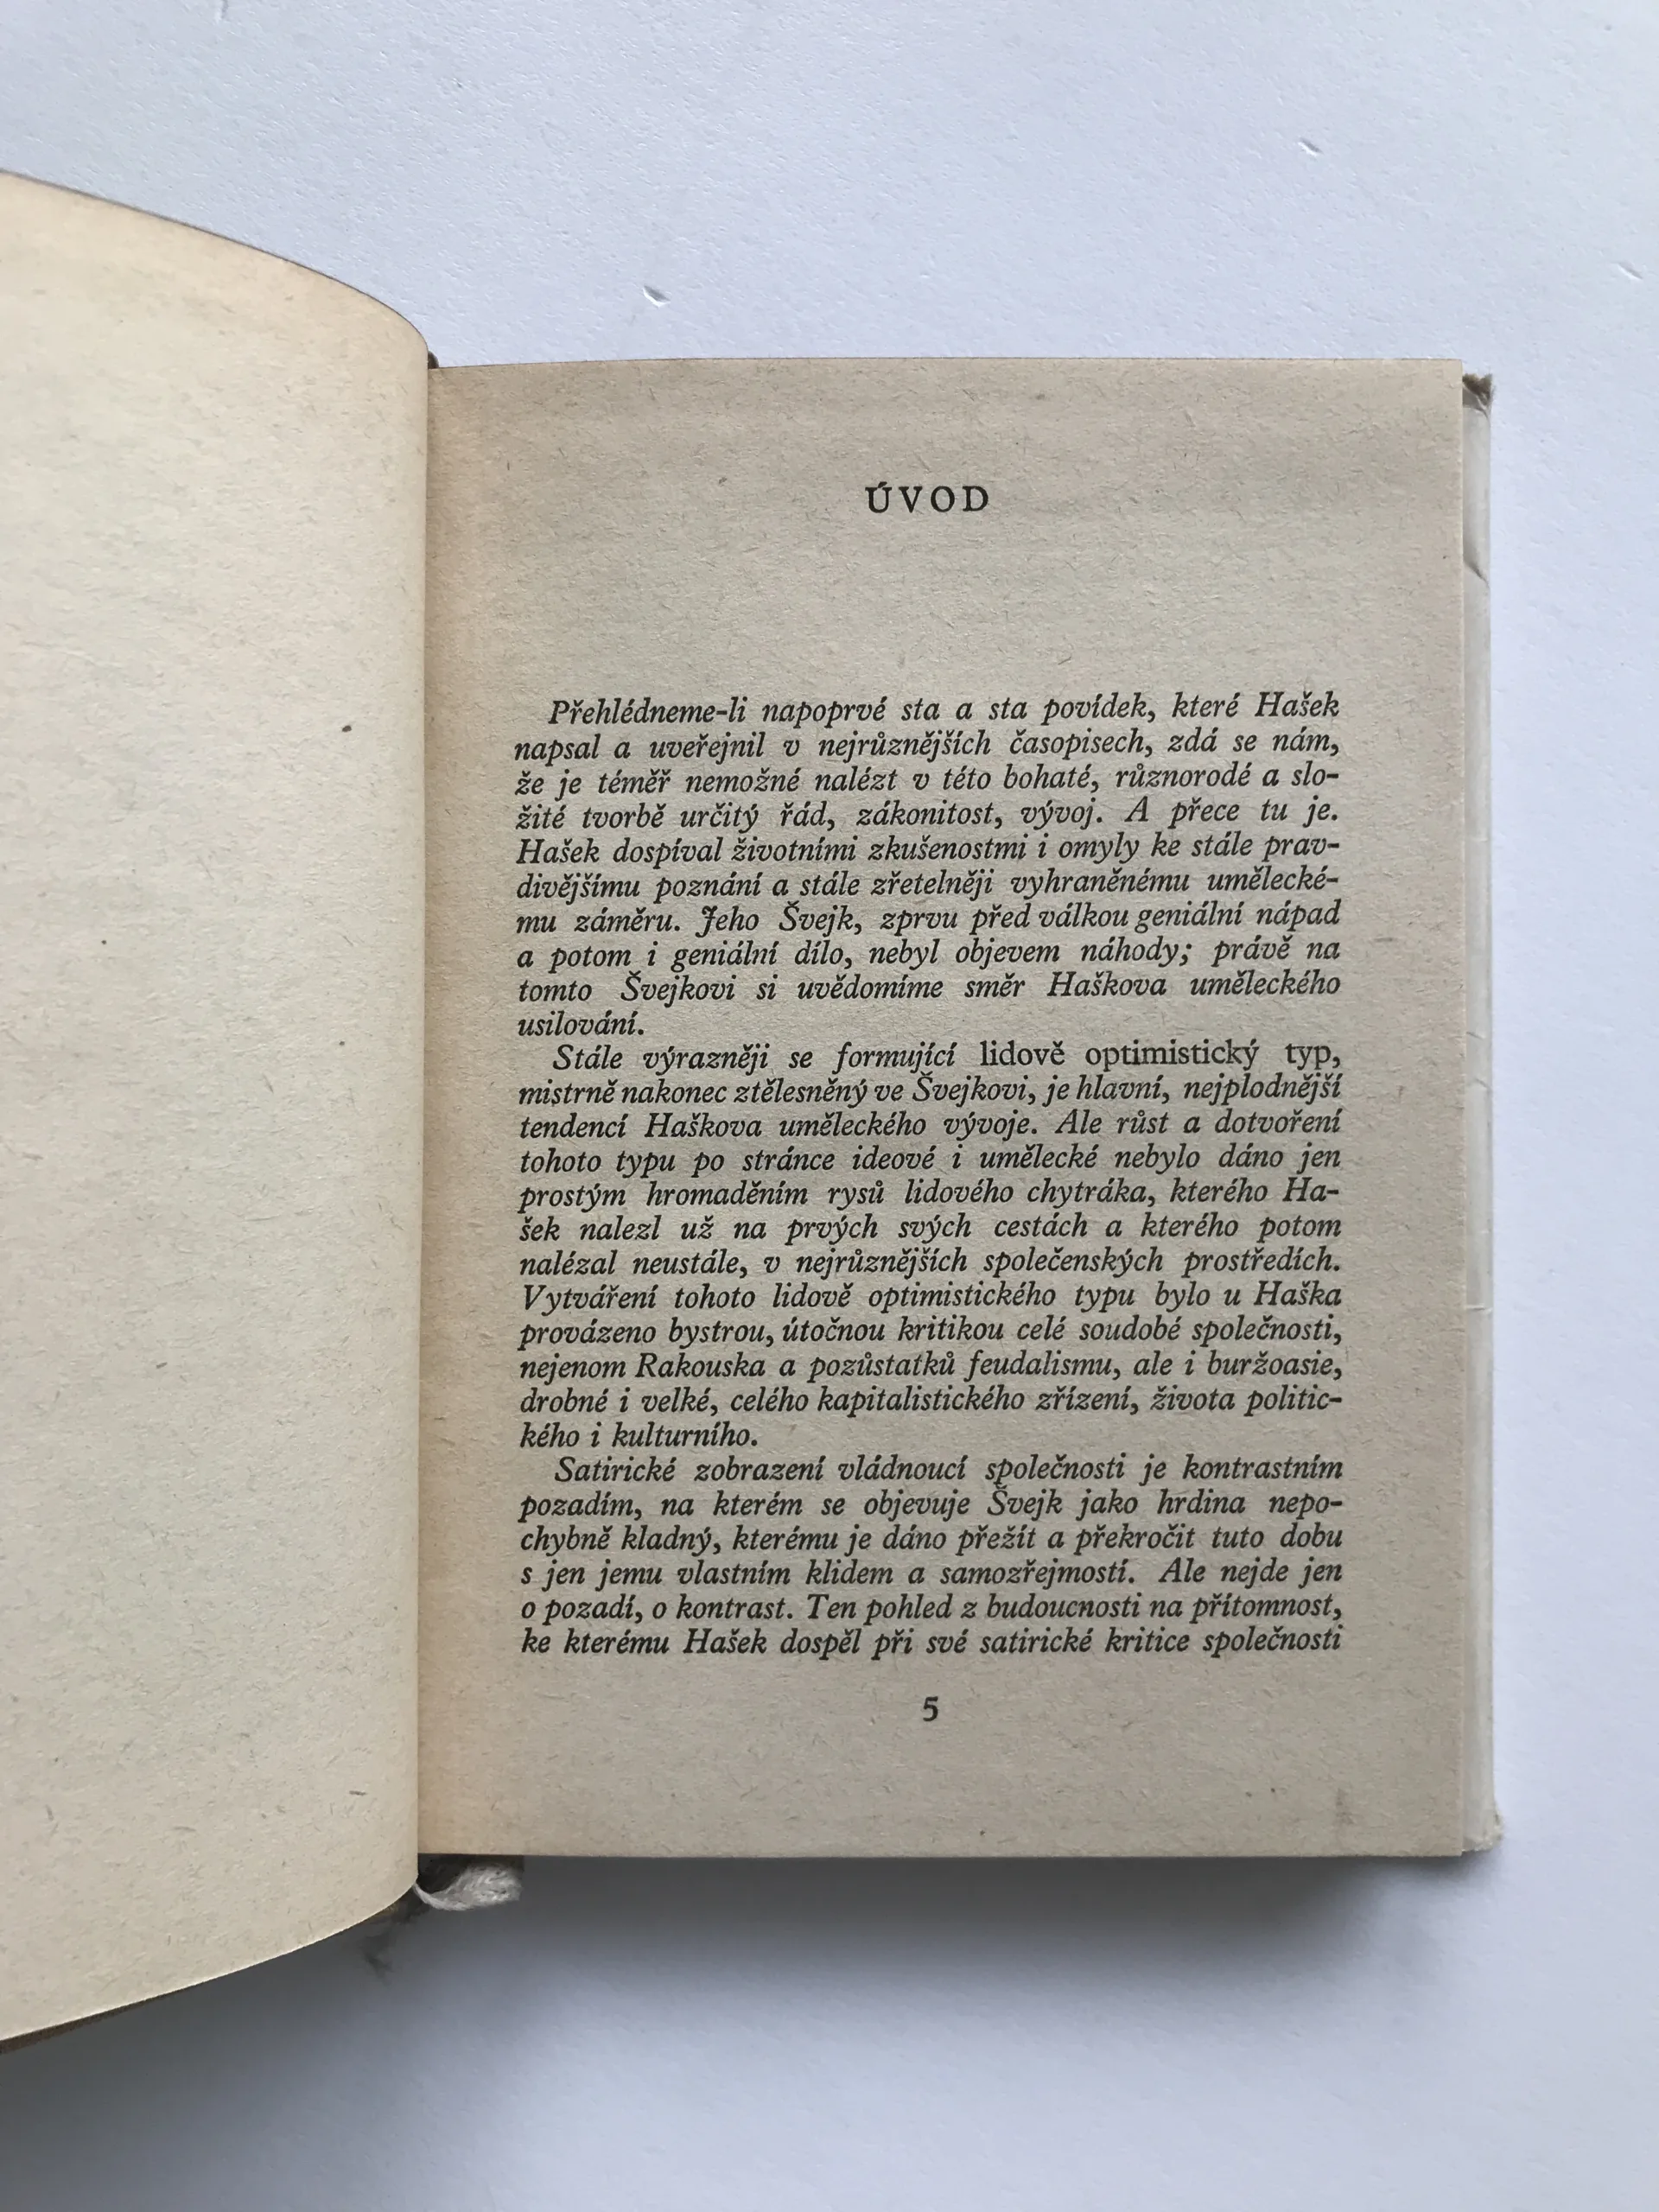 ÚVOD
Přehlédneme-li napoprvé sta a sta povídek, které Hašek
napsal a uveřejnil v nejrůznějších časopisech, zdá se nám,
že je téměř nemožné nalézt v této bohaté, různorodé a slo-
žité tvorbě určitý řád, zákonitost, vývoj. A přece tu je.
Hašek dospíval životními zkušenostmi i omyly ke stále prav-
divějšímu poznání a stále zřetelněji vyhraněnému umělecké-
mu záměru. Jeho Švejk, zprvu před válkou geniální nápad
a potom i geniální dílo, nebyl objevem náhody; právě na
tomto Švejkovi si uvědomíme směr Haškova uměleckého
usilování.
Stále výrazněji se formující lidově optimistický typ,
mistrně nakonec ztělesněný ve Švejkovi, je hlavní, nejplodnější
tendencí Haškova uměleckého vývoje. Ale růst a dotvoření
tohoto typu po stránce ideové i umělecké nebylo dáno jen
prostým hromaděním rysů lidového chytráka, kterého Ha-
šek nalezl už na prvých svých cestách a kterého potom
nalézal neustále, v nejrůznějších společenských prostředích.
Vytváření tohoto lidově optimistického typu bylo u Haška
provázeno bystrou, útočnou kritikou celé soudobé společnosti,
nejenom Rakouska a pozůstatků feudalismu, ale i buržoasie,
drobné i velké, celého kapitalistického zřízení, života politic-
kého i kulturního.
Satirické zobrazení vládnoucí společnosti je kontrastním
pozadím, na kterém se objevuje Švejk jako hrdina nepo-
chybně kladný, kterému je dáno přežít a překročit tuto dobu
s jen jemu vlastním klidem a samozřejmostí. Ale nejde jen
o pozadí, o kontrast. Ten pohled z budoucnosti na přítomnost,
ke kterému Hašek dospěl při své satirické kritice společnosti
5